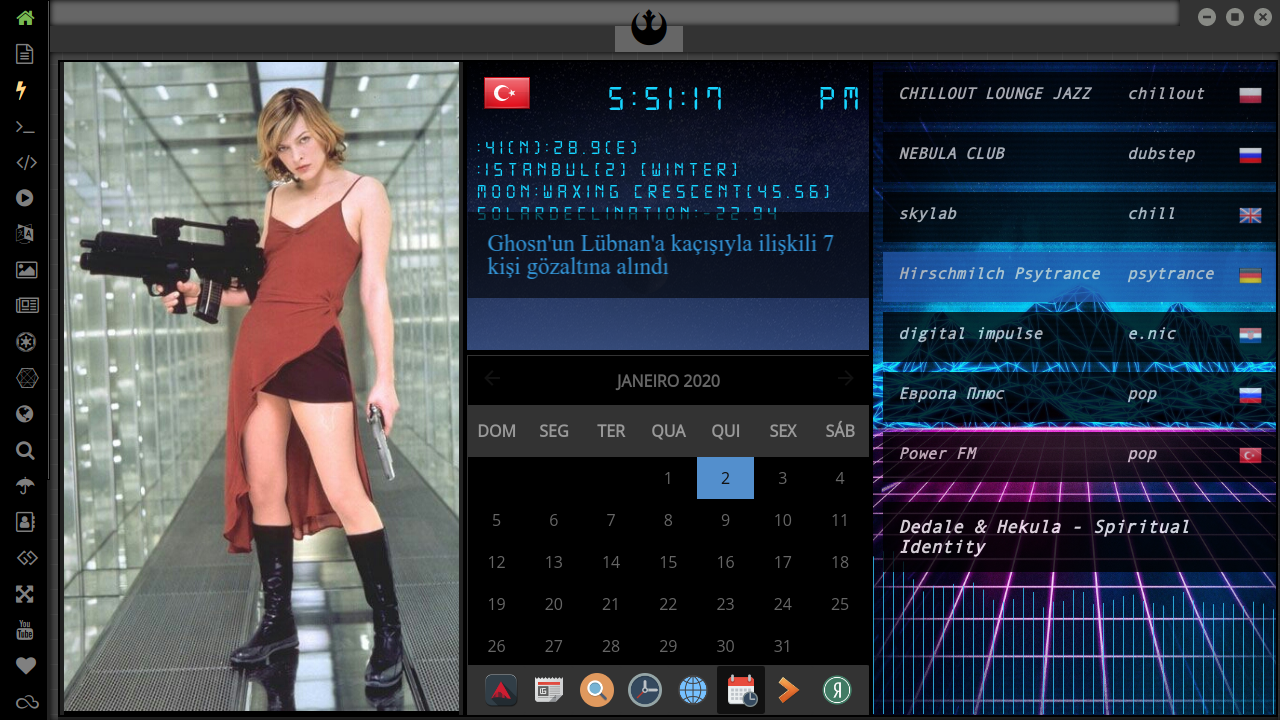 5:51:17 PM
:41(N):28.9(E)
:ISTANBUL(2) (WINTER)
MOON:WAXING CRESCENT(45.56)
SOLARDECLINATION:-22.94
Ghosn'un Lübnan'a kaçışıyla ilişkili 7
kişi gözaltına alındı
JANEIRO 2020
DOM SEG TER QUA QUI SEX SÁB
1 2 3 4
5 6 7 8 9 10 11
12 13 14 15 16 17 18
19 20 21 22 23 24 25
26 27 28 29 30 31
CHILLOUT LOUNGE JAZZ chillout
NEBULA CLUB dubstep
skylab chill
Hirschmilch Psytrance psytrance
digital impulse e.nic
Европа Плюс pop
Power FM pop
Dedale & Hekula - Spiritual
Identity
You
Tube
Я